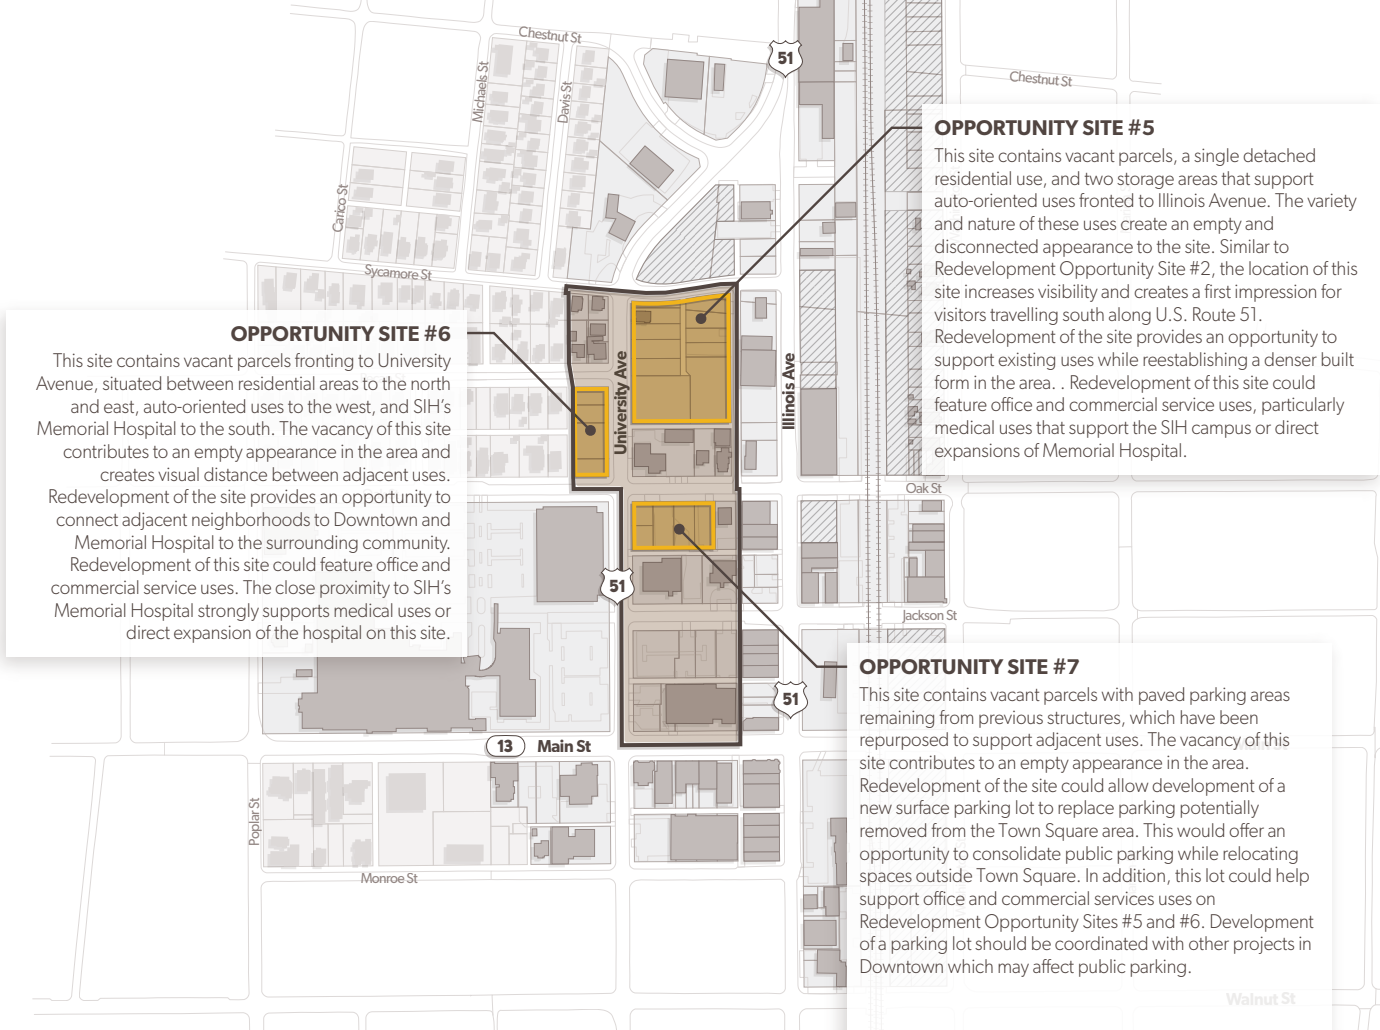 Chestnut St
51
Michaels St
Davis St
Chestnut St
Carico St
Sycamore St
OPPORTUNITY SITE #5
This site contains vacant parcels, a single detached
residential use, and two storage areas that support
auto-oriented uses fronted to Illinois Avenue. The variety
and nature of these uses create an empty and
disconnected appearance to the site. Similar to
Redevelopment Opportunity Site #2, the location of this
site increases visibility and creates a first impression for
visitors travelling south along U.S. Route 51.
Redevelopment of the site provides an opportunity to
support existing uses while reestablishing a denser built
form in the area. . Redevelopment of this site could
feature office and commercial service uses, particularly
medical uses that support the SIH campus or direct
expansions of Memorial Hospital.
OPPORTUNITY SITE #6
This site contains vacant parcels fronting to University
Avenue, situated between residential areas to the north
and east, auto-oriented uses to the west, and SIH's
Memorial Hospital to the south. The vacancy of this site
contributes to an empty appearance in the area and
creates visual distance between adjacent uses.
Redevelopment of the site provides an opportunity to
connect adjacent neighborhoods to Downtown and
Memorial Hospital to the surrounding community.
Redevelopment of this site could feature office and
commercial service uses. The close proximity to SIH's
Memorial Hospital strongly supports medical uses or
direct expansion of the hospital on this site.
University Ave
Illinois Ave
Oak St
51
Jackson St
51
13 Main St
Poplar St
Monroe St
OPPORTUNITY SITE #7
This site contains vacant parcels with paved parking areas
remaining from previous structures, which have been
repurposed to support adjacent uses. The vacancy of this
site contributes to an empty appearance in the area.
Redevelopment of the site could allow development of a
new surface parking lot to replace parking potentially
removed from the Town Square area. This would offer an
opportunity to consolidate public parking while relocating
spaces outside Town Square. In addition, this lot could help
support office and commercial services uses on
Redevelopment Opportunity Sites #5 and #6. Development
of a parking lot should be coordinated with other projects in
Downtown which may affect public parking.
Walnut St